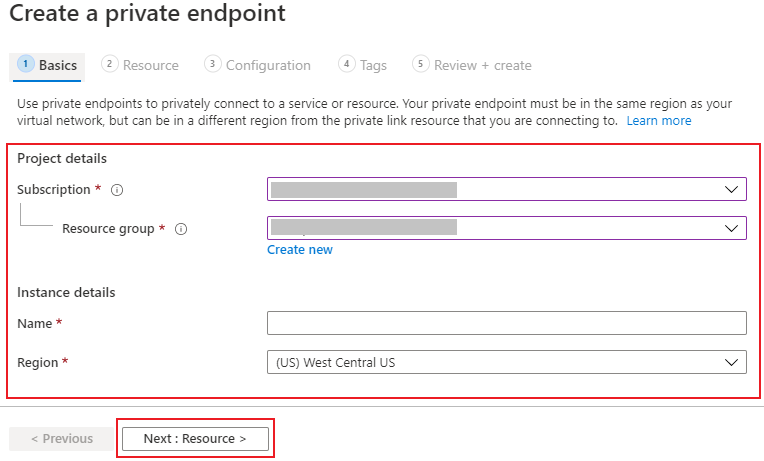 Create a private endpoint
1 Basics 2 Resource 3 Configuration 4 Tags 5 Review + create
Use private endpoints to privately connect to a service or resource. Your private endpoint must be in the same region as your
virtual network, but can be in a different region from the private link resource that you are connecting to. Learn more
Project details
Subscription *
Resource group *
Create new
Instance details
Name *
Region * (US) West Central US
< Previous Next : Resource >